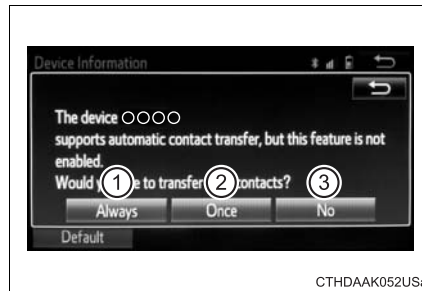 Device Information
The device ○○○○
supports automatic contact transfer, but this feature is not
enabled.
Would to transfer contacts?
1 2 3
Always Once No
Default
CTHDAAK052USa